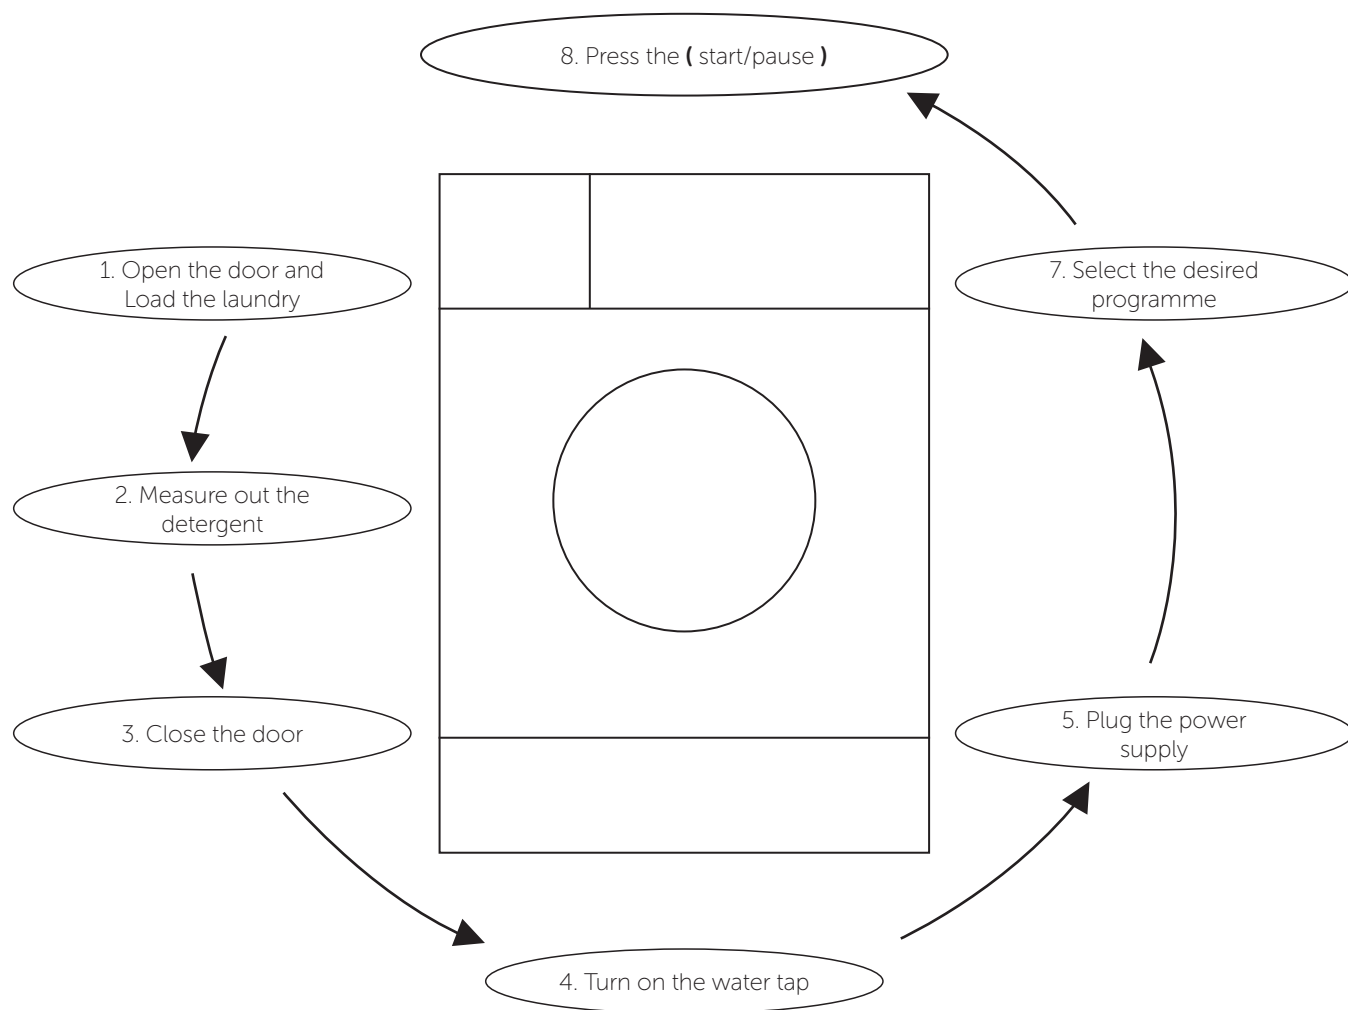 8. Press the ( start/pause )
1. Open the door and
Load the laundry
7. Select the desired
programme
2. Measure out the
detergent
3. Close the door
5. Plug the power
supply
4. Turn on the water tap